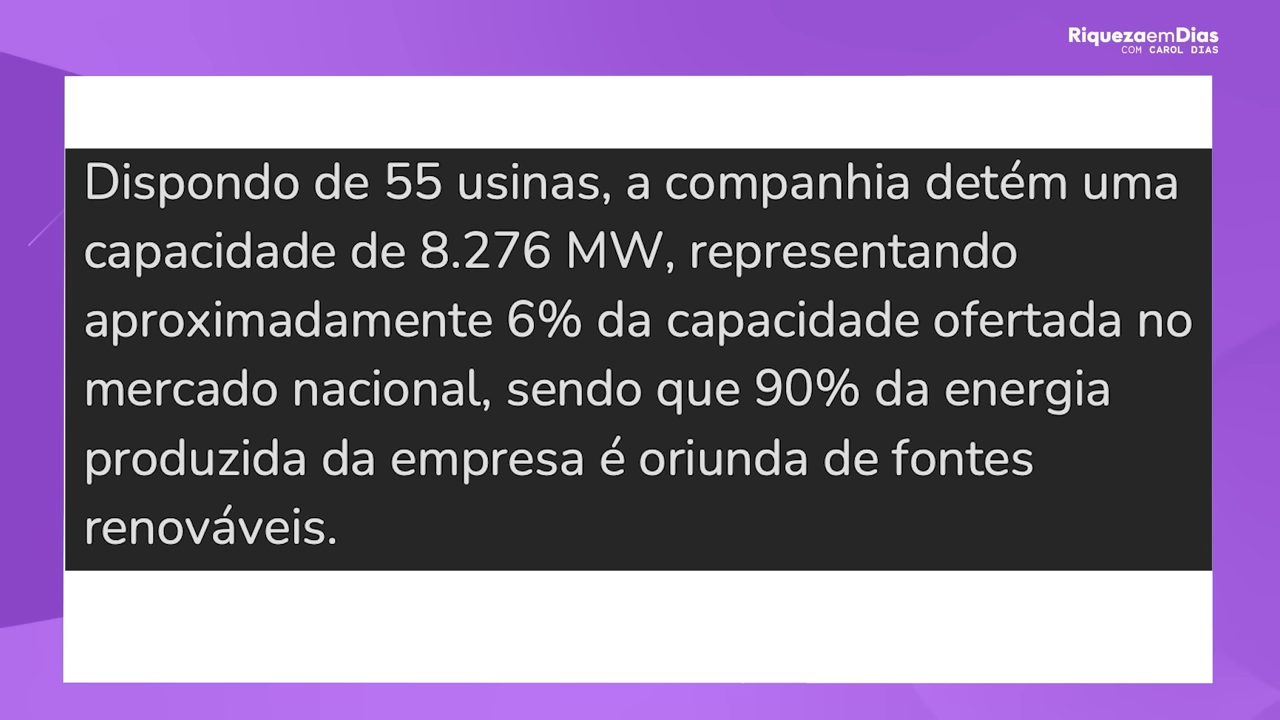 RiquezaemDias
COM CAROL DIAS
Dispondo de 55 usinas, a companhia detém uma
capacidade de 8.276 MW, representando
aproximadamente 6% da capacidade ofertada no
mercado nacional, sendo que 90% da energia
produzida da empresa é oriunda de fontes
renováveis.